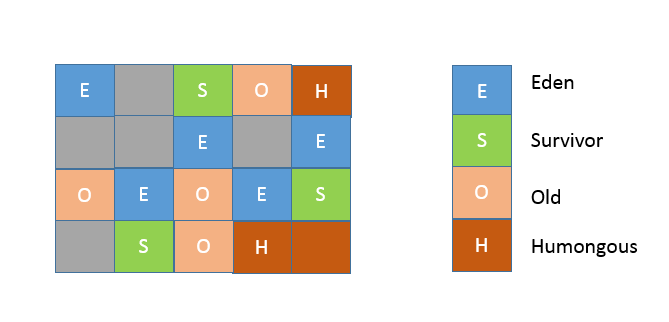 E S O H
E E
O E O E S
S O H
E Eden
S Survivor
O Old
H Humongous